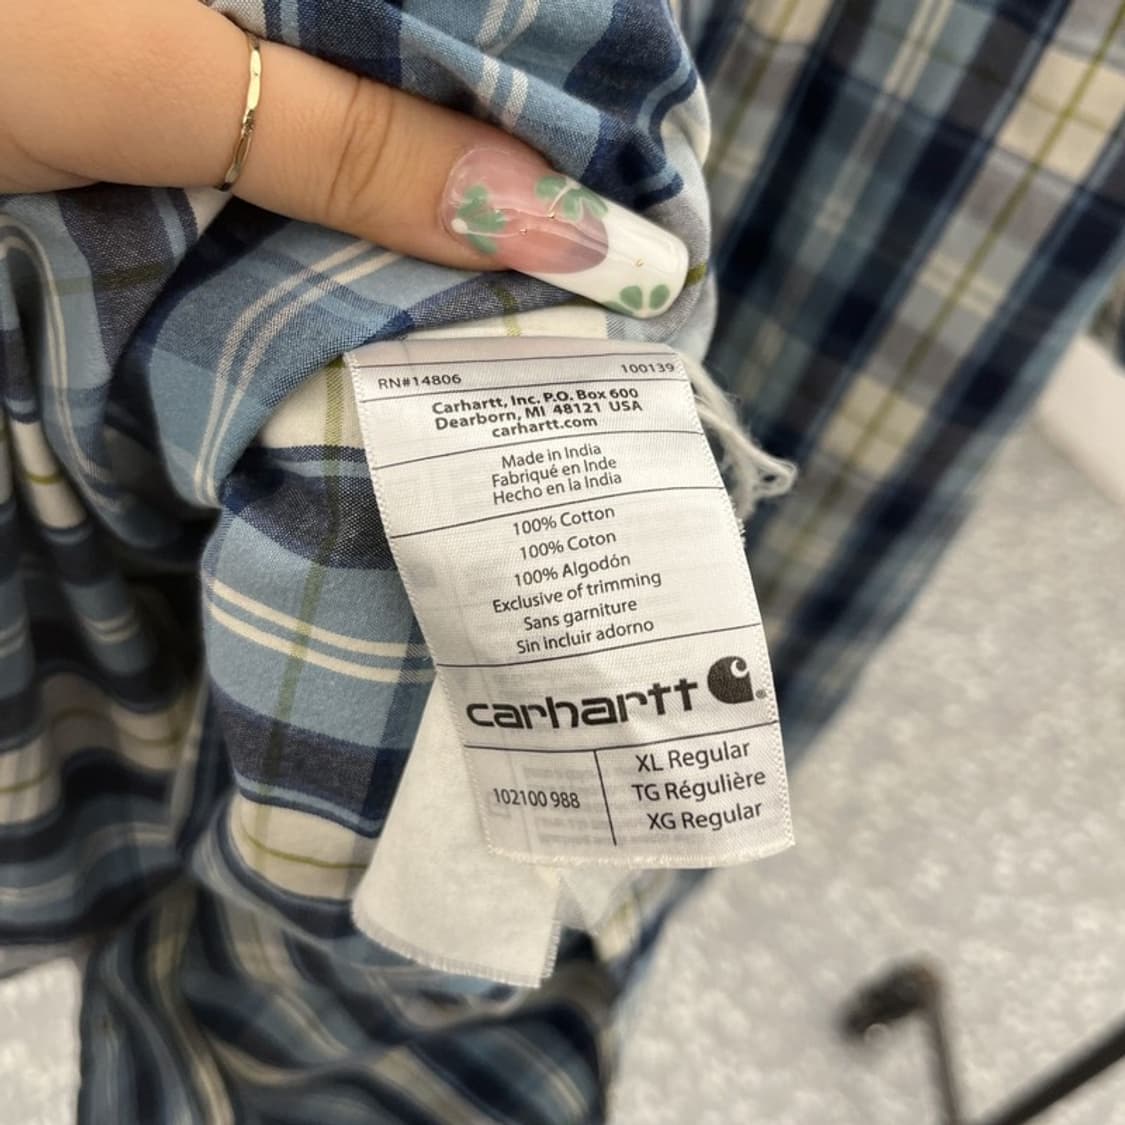 RN#14806 100139
Carhartt, Inc. P.O. Box 600
Dearborn, MI 48121 USA
carhartt.com
Made in India
Fabriqué en Inde
Hecho en la India
100% Cotton
100% Coton
100% Algodón
Exclusive of trimming
Sans garniture
Sin incluir adorno
carhartt
102100 988
XL Regular
TG Régulière
XG Regular